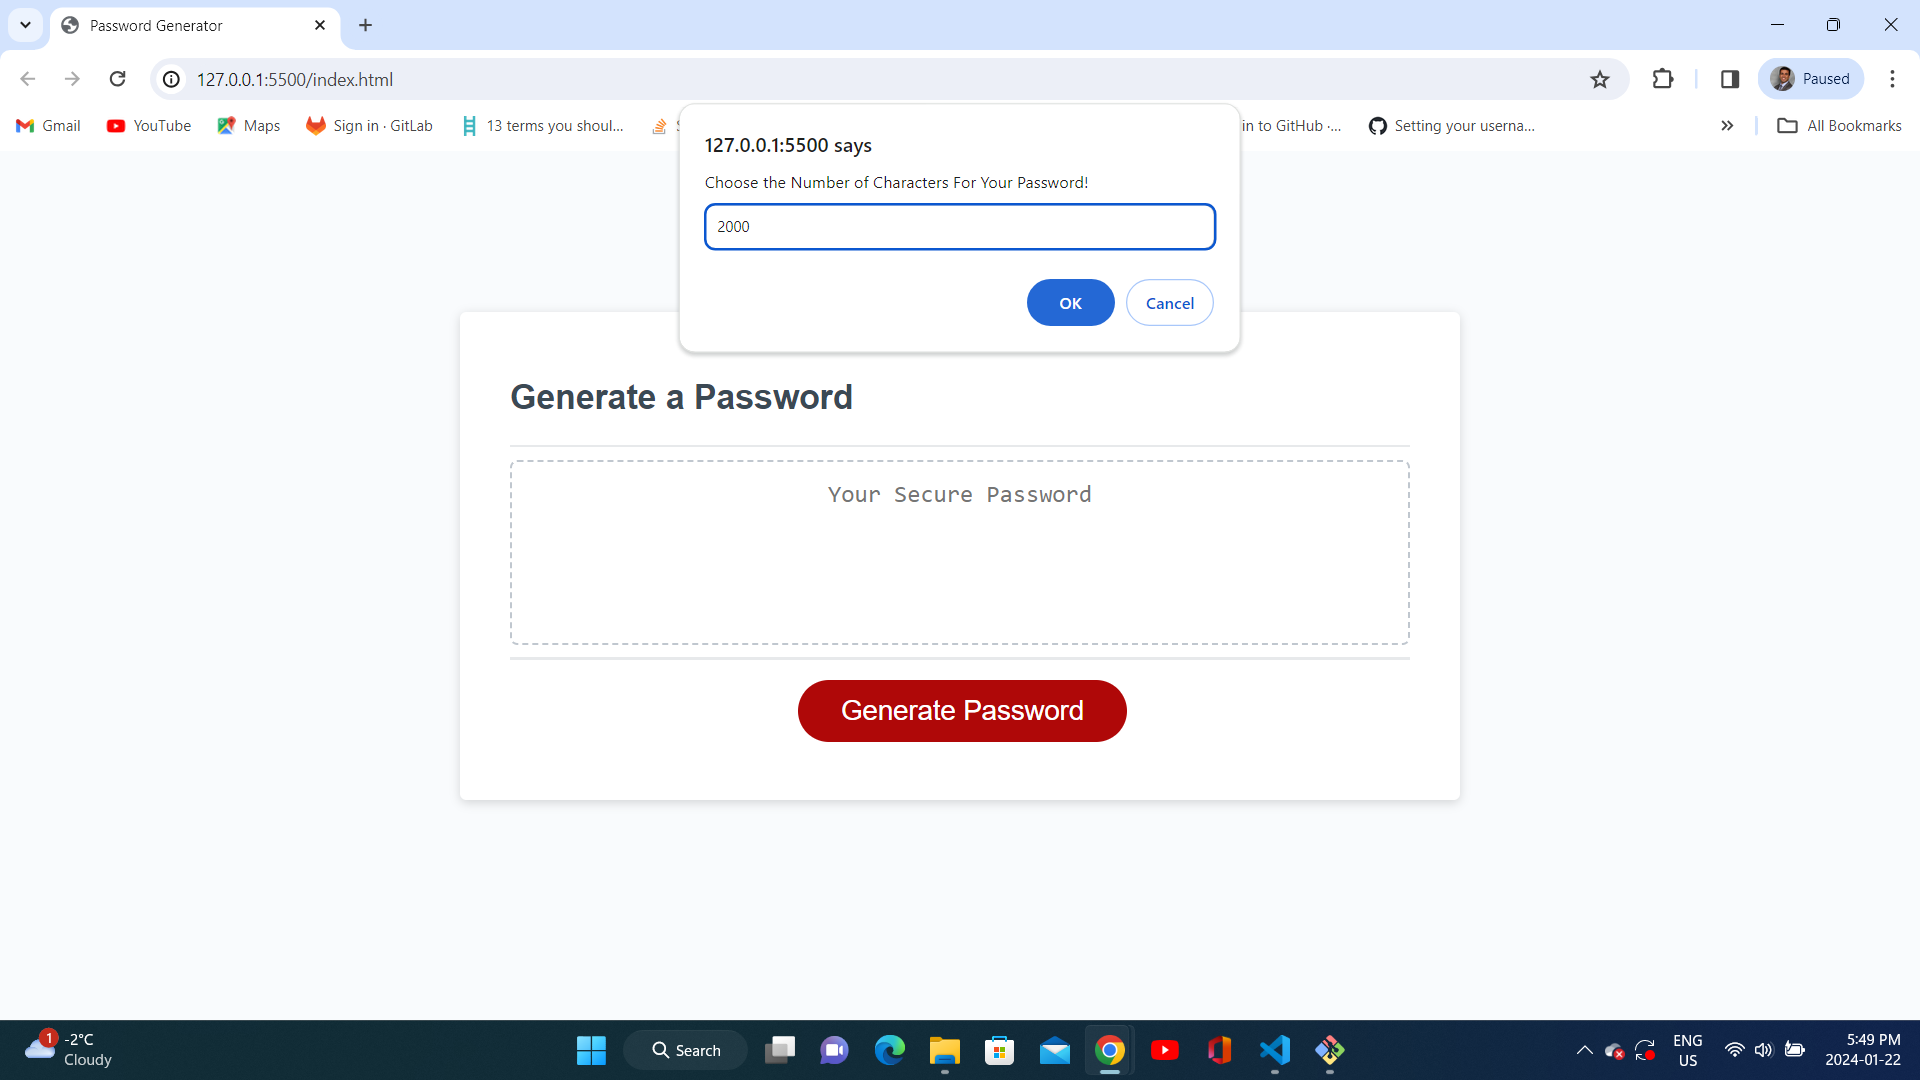 Password Generator
127.0.0.1:5500/index.html
Paused
Gmail
YouTube
Maps
Sign in · GitLab
13 terms you shoul...
in to GitHub ·...
Setting your userna...
All Bookmarks
127.0.0.1:5500 says
Choose the Number of Characters For Your Password!
2000
OK
Cancel
Generate a Password
Your Secure Password
Generate Password
1
-2°C
Cloudy
Search
ENG
US
5:49 PM
2024-01-22